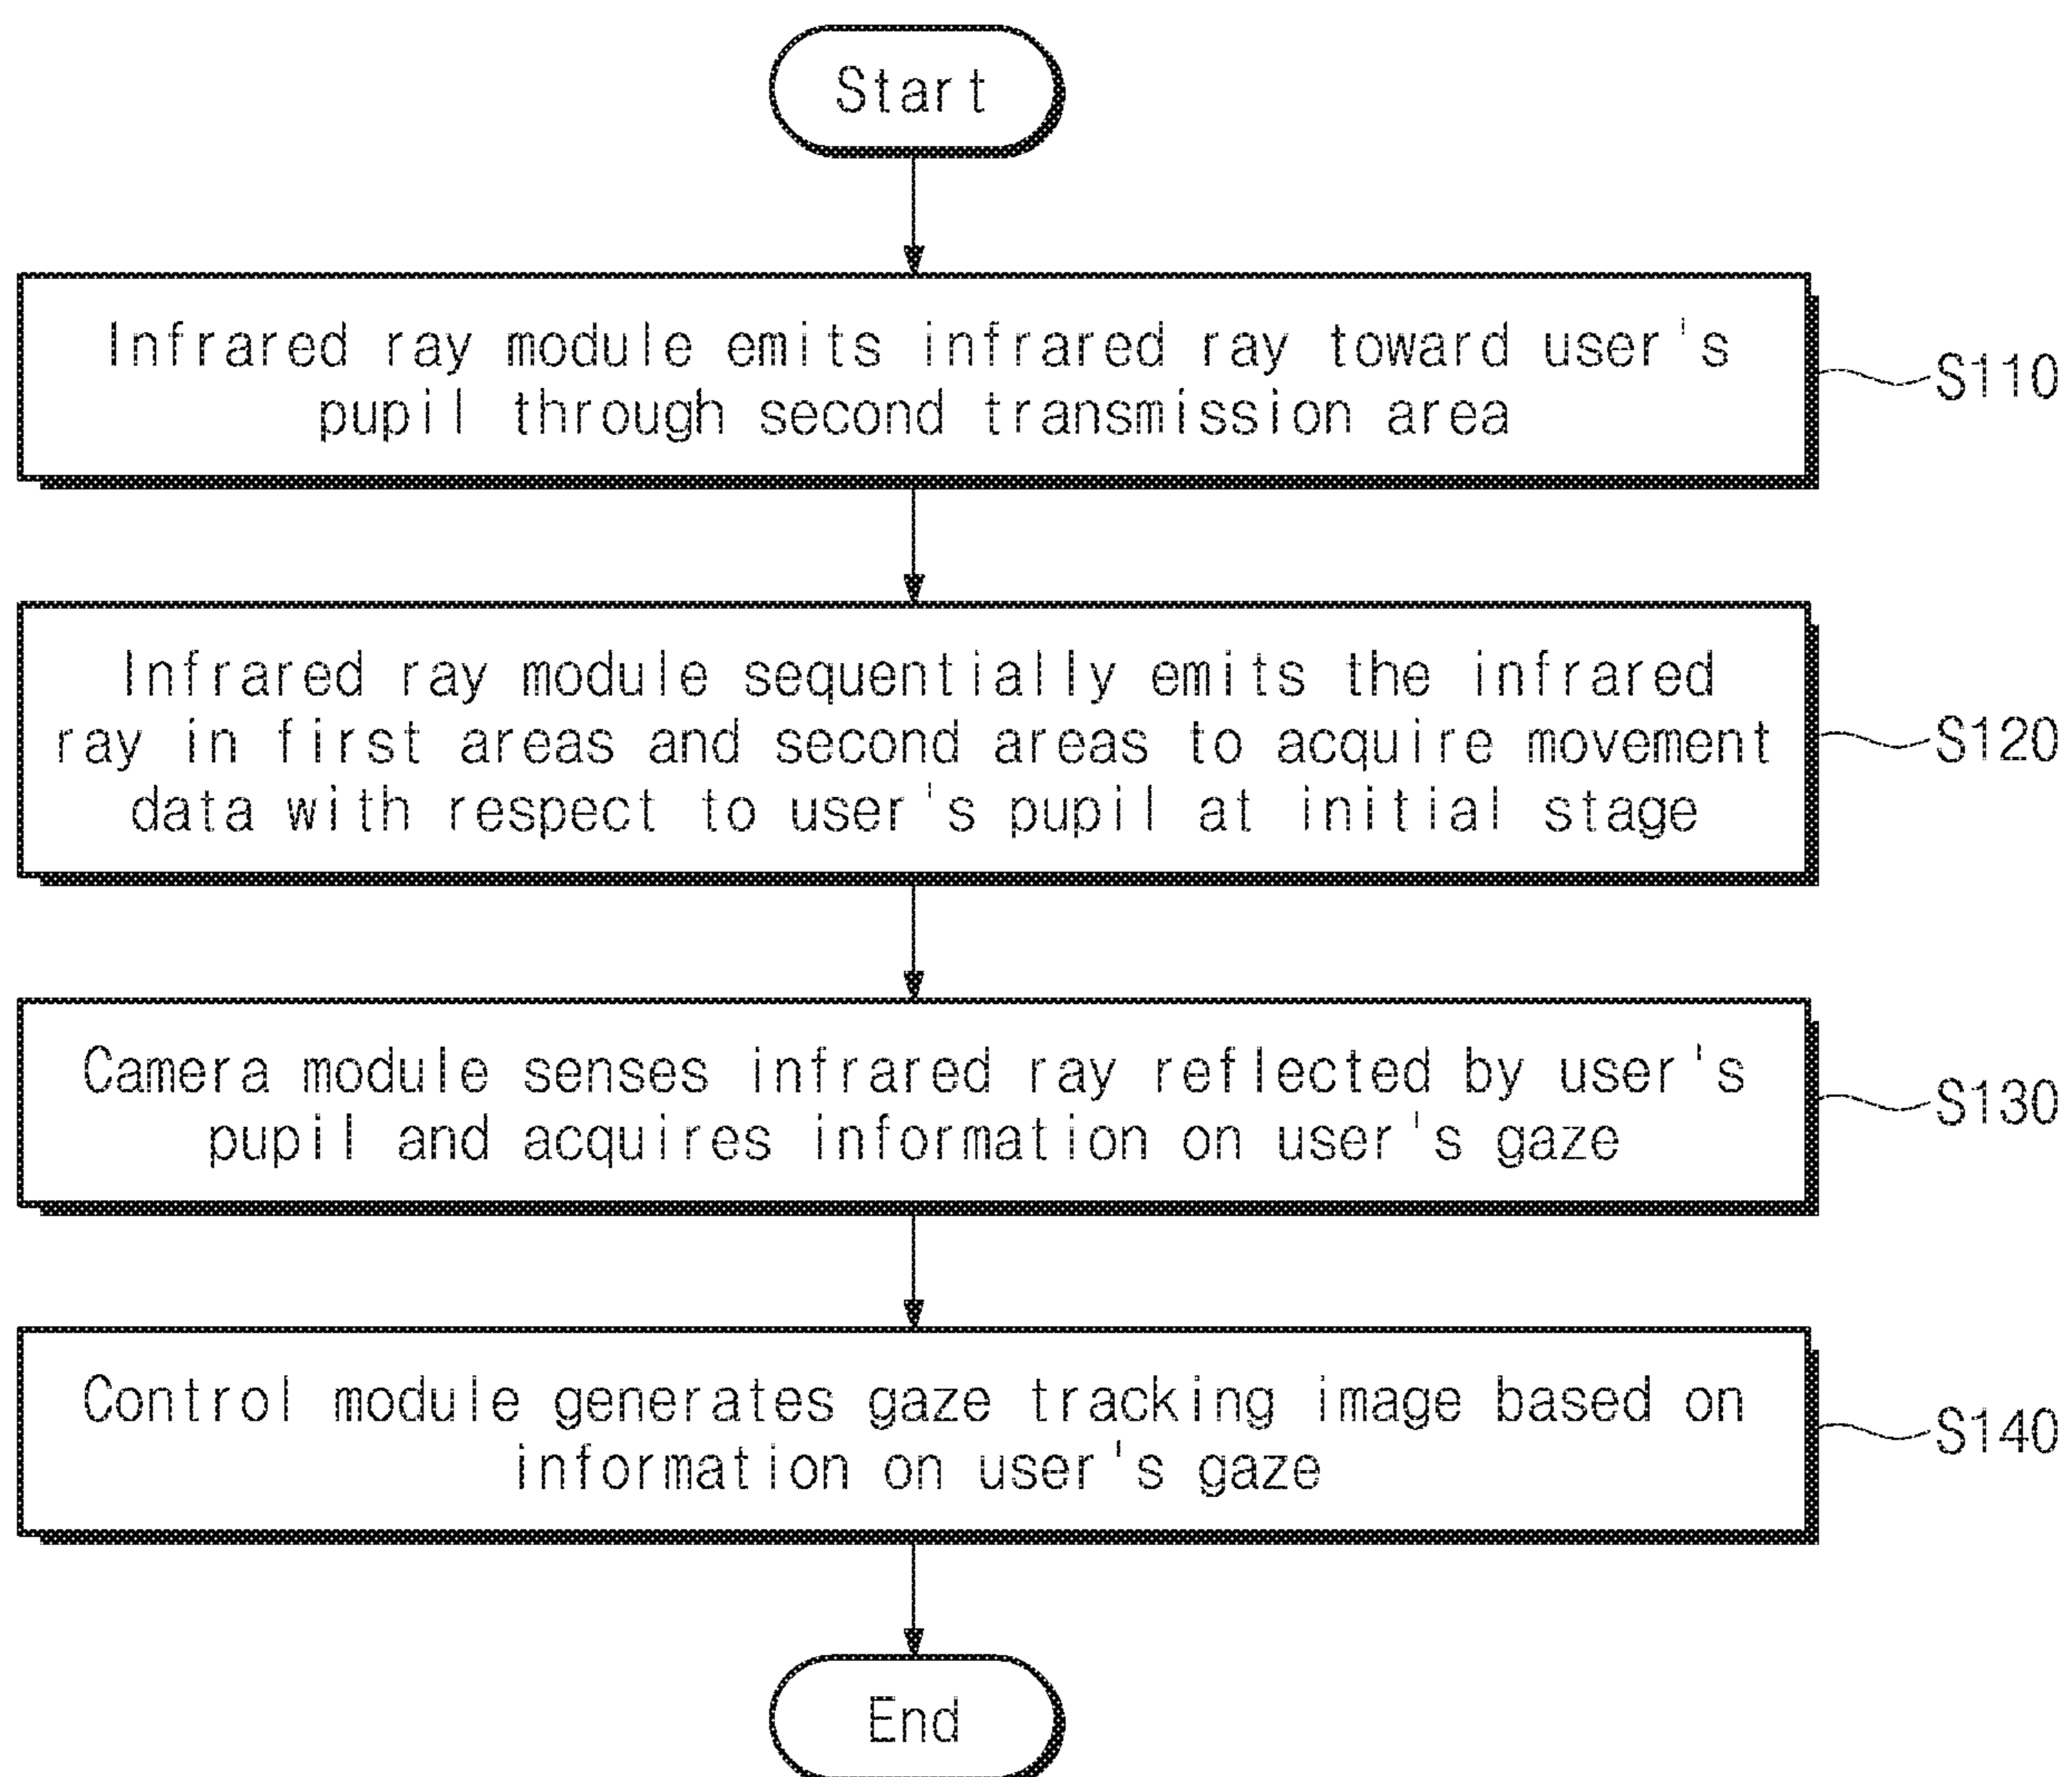 Start
Infrared ray module emits infrared ray toward user's
pupil through second transmission area
S110
Infrared ray module sequentially emits the infrared
ray in first areas and second areas to acquire movement
data with respect to user's pupil at initial stage
S120
Camera module senses infrared ray reflected by user's
pupil and acquires information on user's gaze
S130
Control module generates gaze tracking image based on
information on user's gaze
S140
End